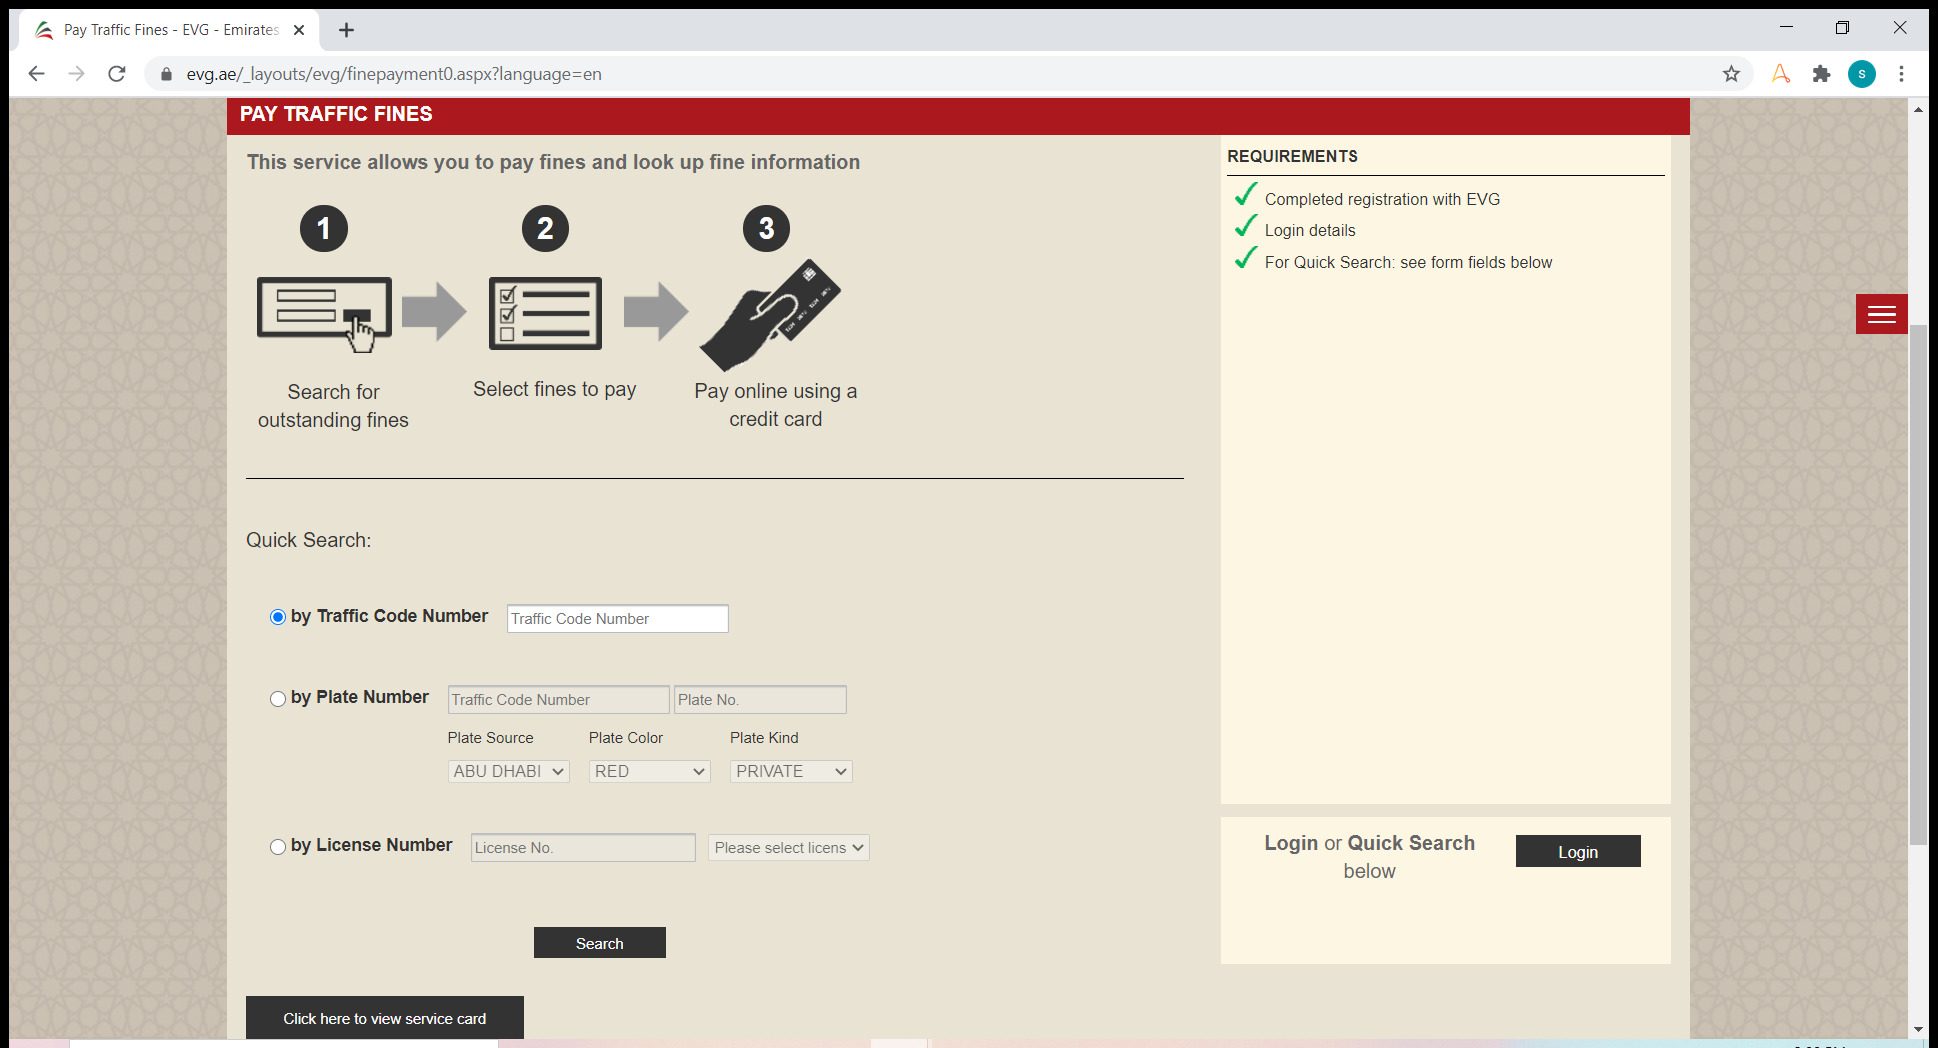 Pay Traffic Fines - EVG - Emirates
evg.ae/_layouts/evg/finepayment0.aspx?language=en
s
PAY TRAFFIC FINES
This service allows you to pay fines and look up fine information
1
2
3
Search for
outstanding fines
Select fines to pay
Pay online using a
credit card
REQUIREMENTS
Completed registration with EVG
Login details
For Quick Search: see form fields below
Quick Search:
by Traffic Code Number Traffic Code Number
by Plate Number Traffic Code Number Plate No.
Plate Source Plate Color Plate Kind
ABU DHABI RED PRIVATE
by License Number License No. Please select licens
Search
Click here to view service card
Login or Quick Search
below
Login